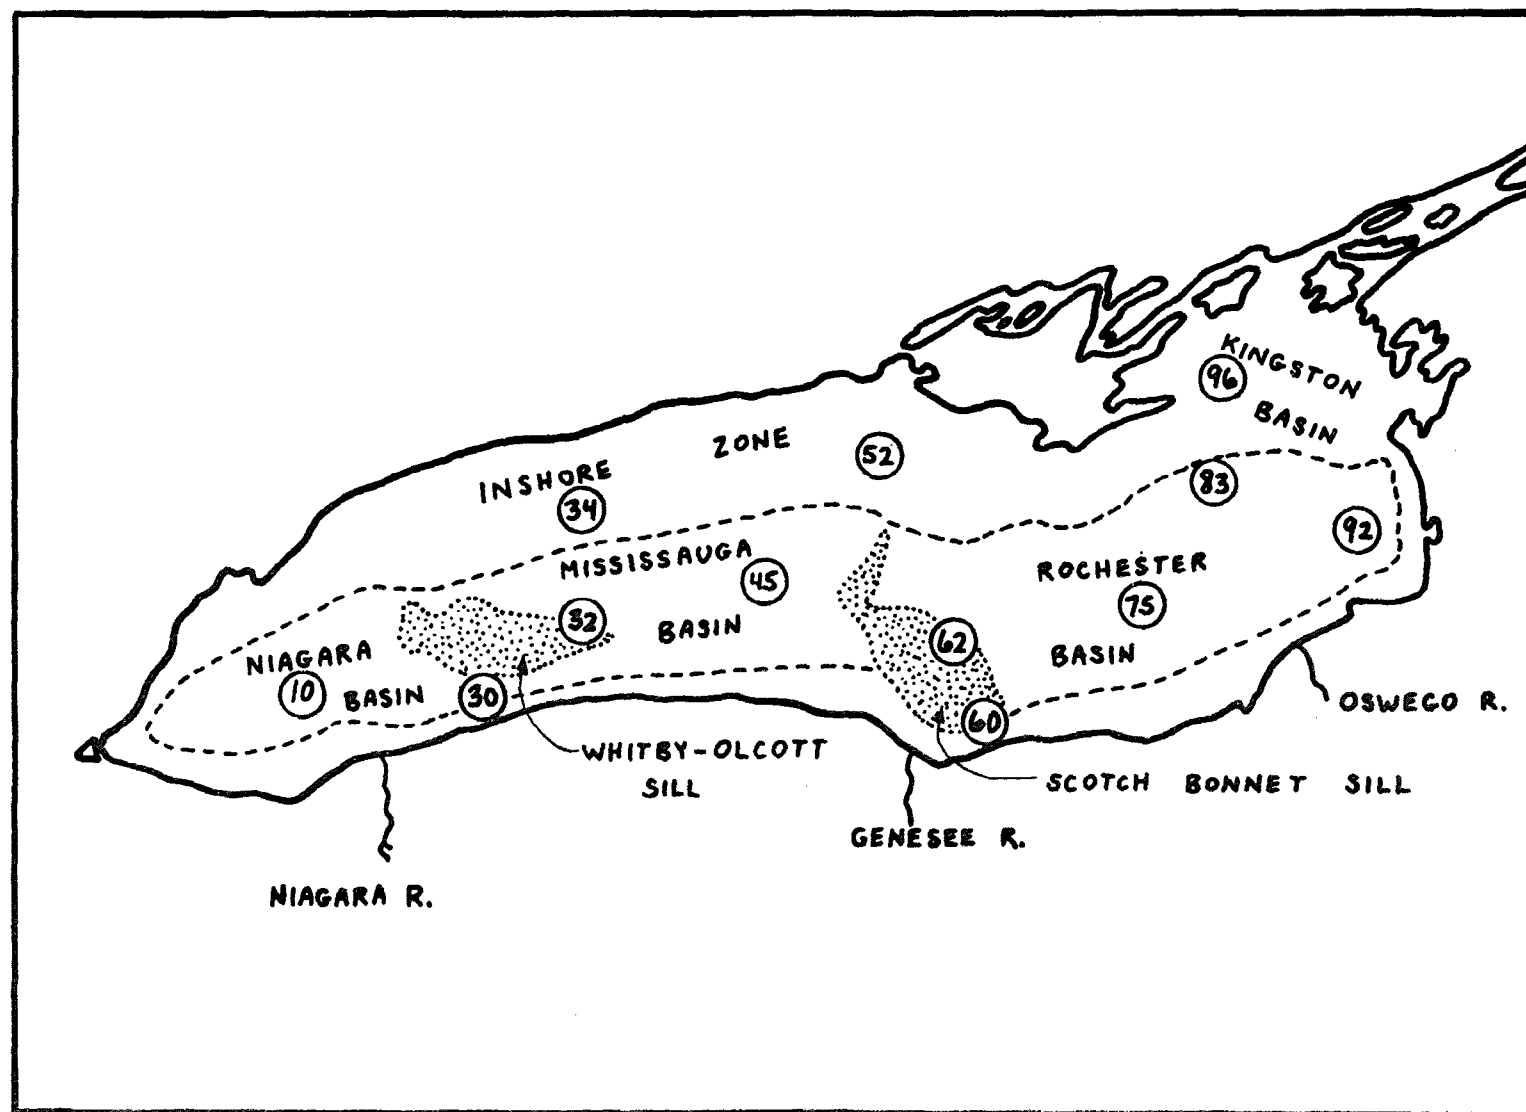 KINGSTON
96
BASIN
INSHORE ZONE
52
34
83
92
MISSISSAUGA
45
BASIN
32
ROCHESTER
75
BASIN
62
60
NIAGARA
10
BASIN
30
WHITBY-OLCOTT
SILL
SCOTCH BONNET SILL
OSWEGO R.
GENESEE R.
NIAGARA R.